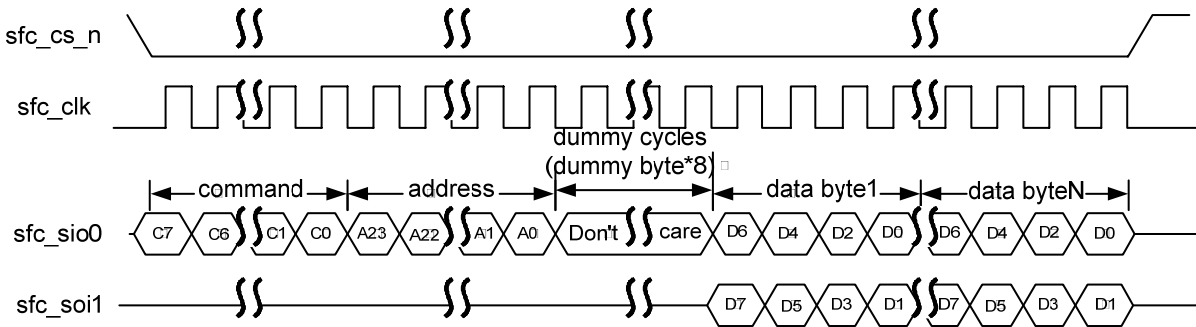 sfc_cs_n
sfc_clk
dummy cycles
(dummy byte*8)
command address data byte1 data byteN
sfc_sio0 C7 C6 C1 C0 A23 A22 A1 A0 Don't care D6 D4 D2 D0 D6 D4 D2 D0
sfc_soi1 D7 D5 D3 D1 D7 D5 D3 D1